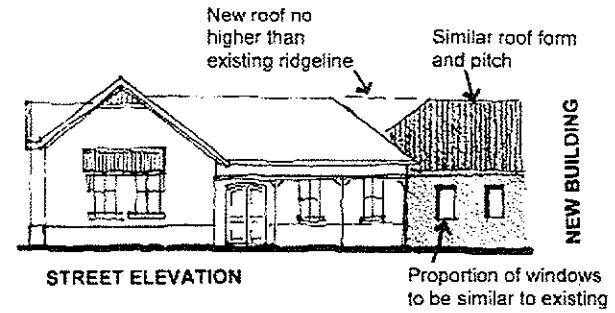 New roof no
higher than
existing ridgeline
Similar roof form
and pitch
NEW BUILDING
STREET ELEVATION
Proportion of windows
to be similar to existing